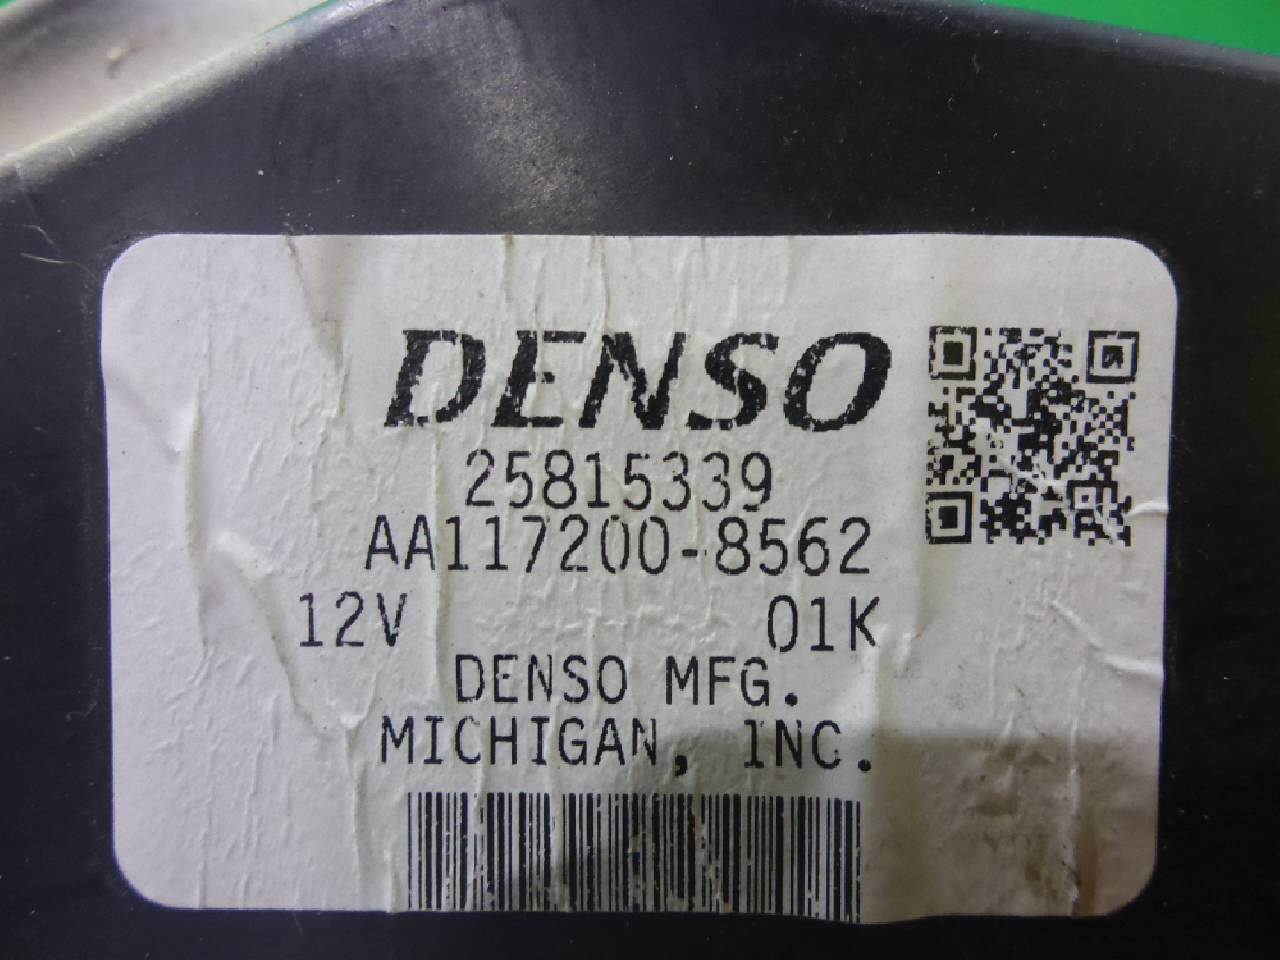 DENSO
25815339
AA117200-8562
12V 01K
DENSO MFG.
MICHIGAN, INC.